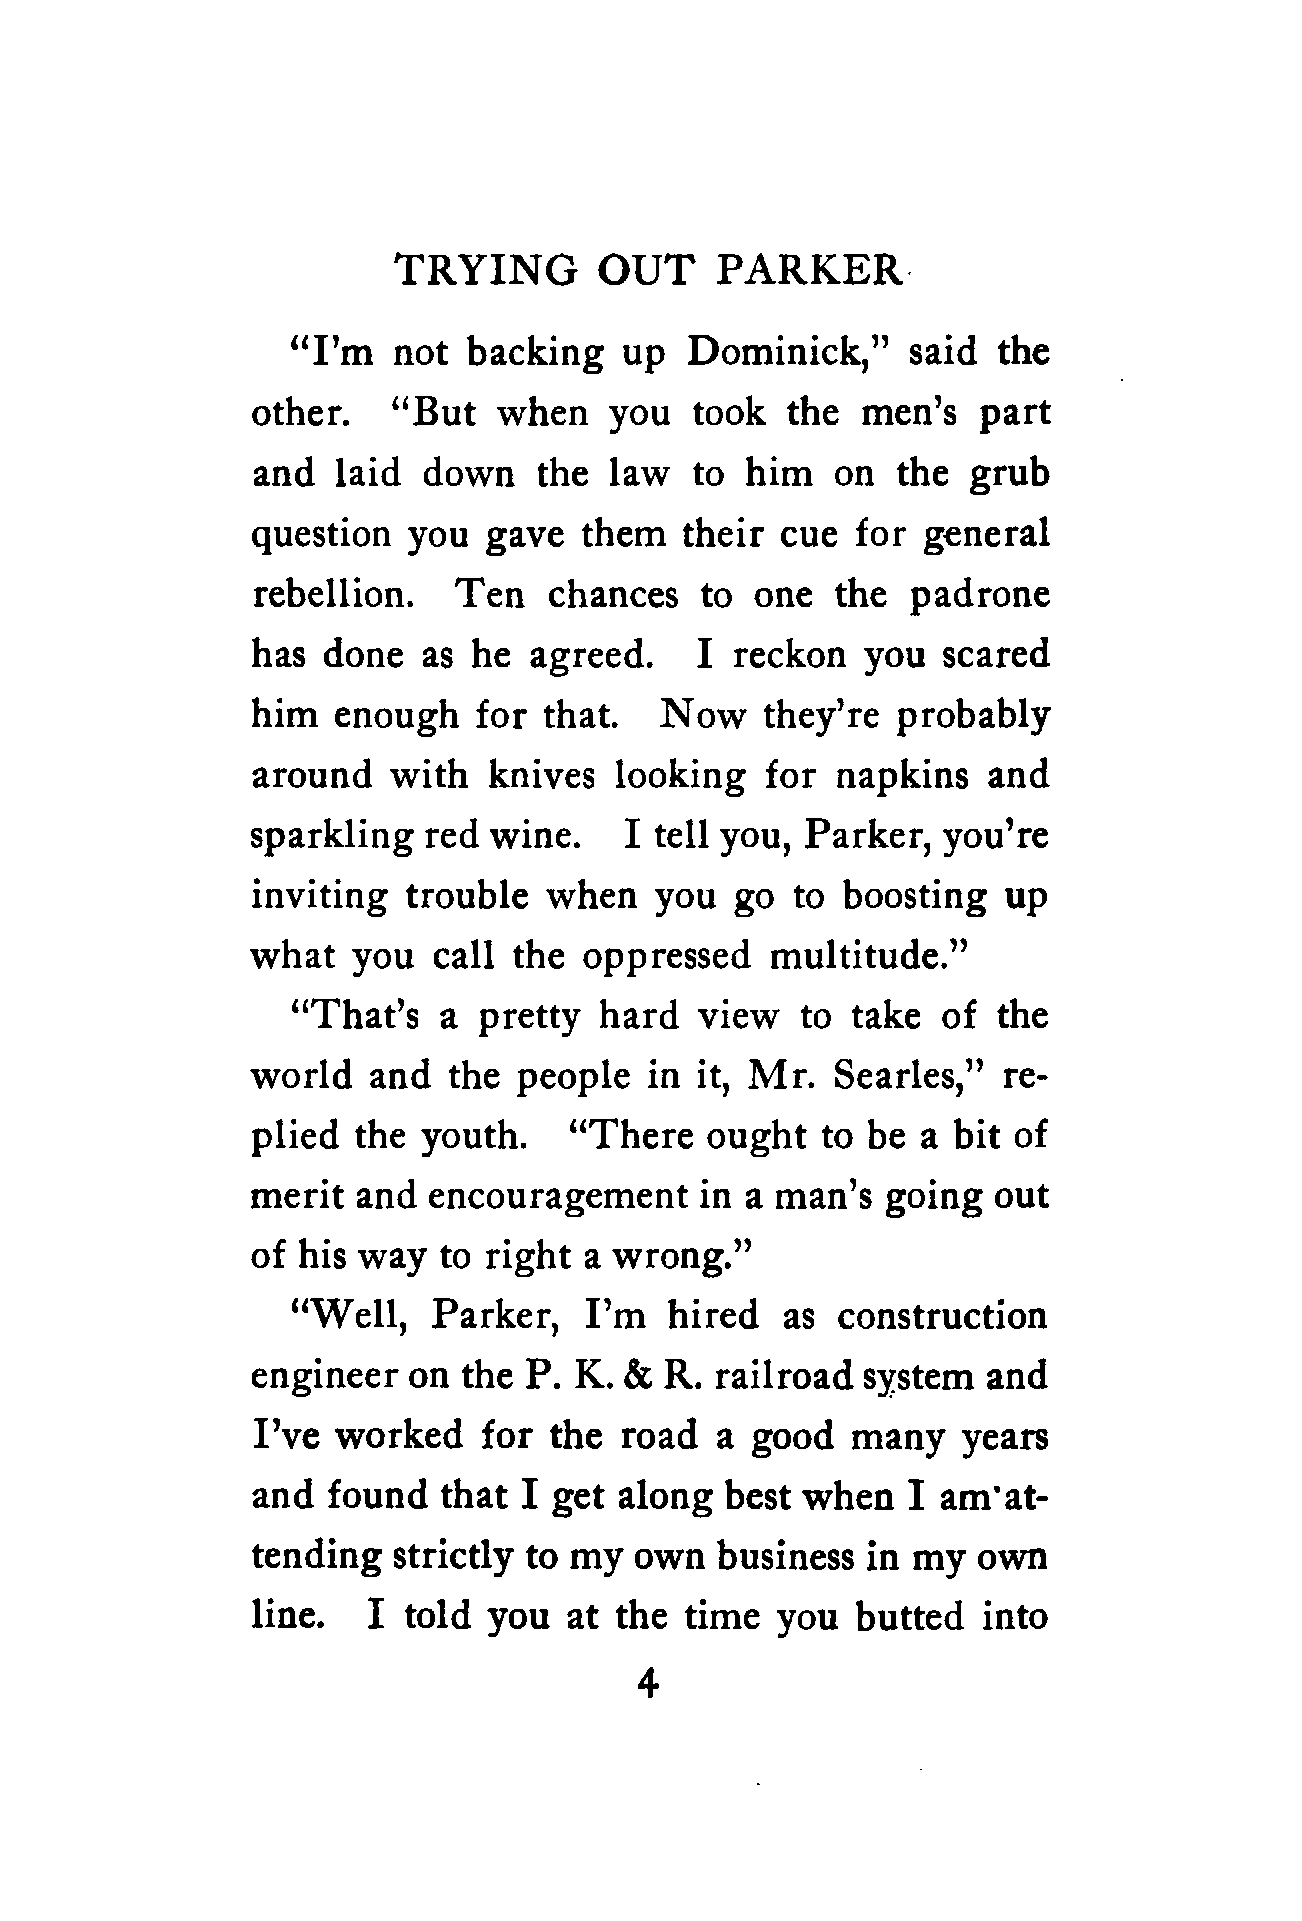 TRYING OUT PARKER
“I’m not backing up Dominick,” said the
other. “But when you took the men’s part
and laid down the law to him on the grub
question you gave them their cue for general
rebellion. Ten chances to one the padrone
has done as he agreed. I reckon you scared
him enough for that. Now they’re probably
around with knives looking for napkins and
sparkling red wine. I tell you, Parker, you’re
inviting trouble when you go to boosting up
what you call the oppressed multitude.”
“That’s a pretty hard view to take of the
world and the people in it, Mr. Searles,” re-
plied the youth. “There ought to be a bit of
merit and encouragement in a man’s going out
of his way to right a wrong.”
“Well, Parker, I’m hired as construction
engineer on the P. K. & R. railroad system and
I’ve worked for the road a good many years
and found that I get along best when I am at-
tending strictly to my own business in my own
line. I told you at the time you butted into
4